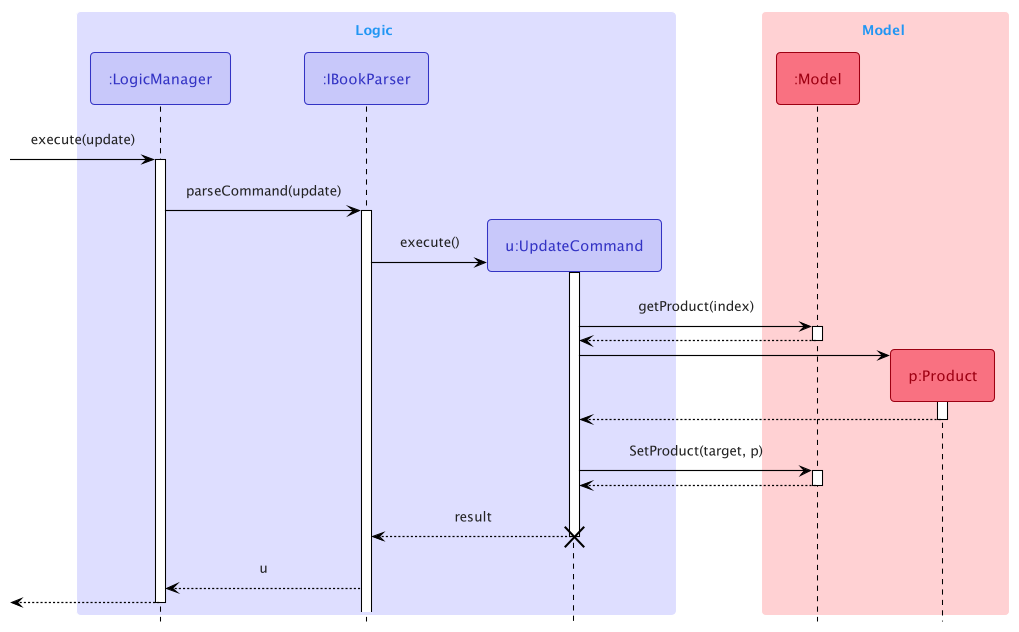 Logic
Model
:LogicManager
:IBookParser
:Model
execute(update)
parseCommand(update)
execute()
u:UpdateCommand
getProduct(index)
p:Product
SetProduct(target, p)
result
u